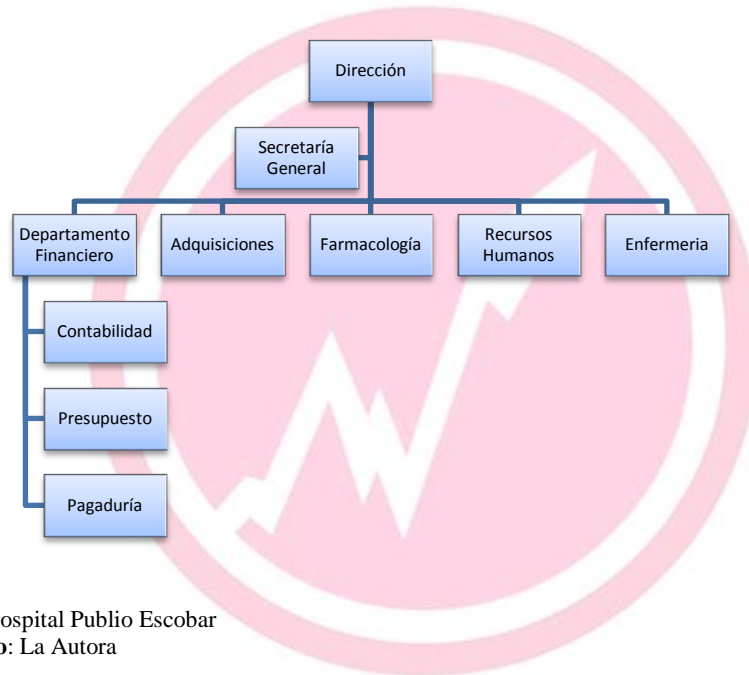 Dirección
Secretaría
General
Departamento
Financiero
Adquisiciones
Farmacología
Recursos
Humanos
Enfermeria
Contabilidad
Presupuesto
Pagaduría
ospital Publio Escobar
o: La Autora